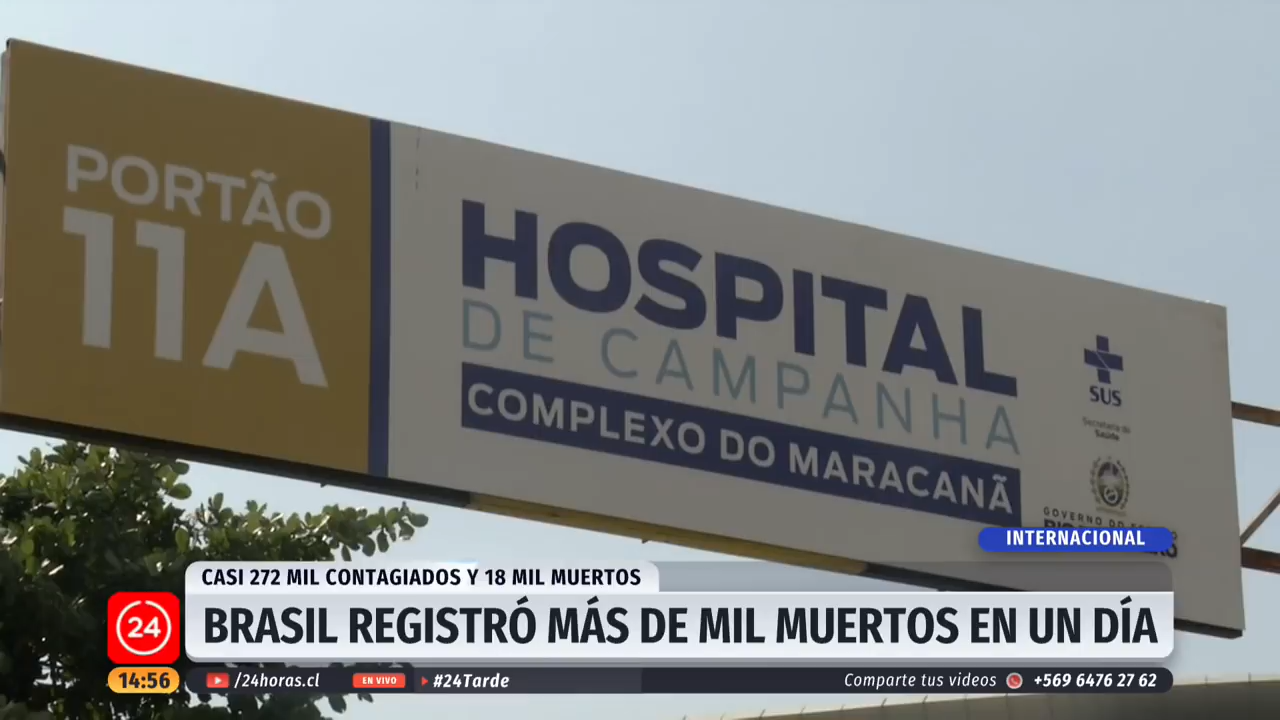 PORTÃO
11A
HOSPITAL
DE CAMPANHA
COMPLEXO DO MARACANÃ
SUS
Secretaria de
Saúde
INTERNACIONAL
CASI 272 MIL CONTAGIADOS Y 18 MIL MUERTOS
24
BRASIL REGISTRÓ MÁS DE MIL MUERTOS EN UN DÍA
14:56
/24horas.cl
EN VIVO
#24Tarde
Comparte tus videos
+569 6476 27 62